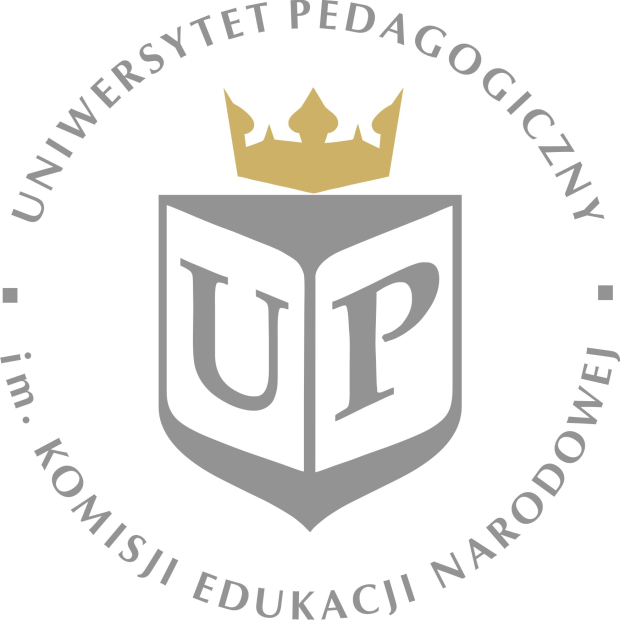 UNIWERSYTET PEDAGOGICZNY
UP
im. KOMISJI EDUKACJI NARODOWEJ